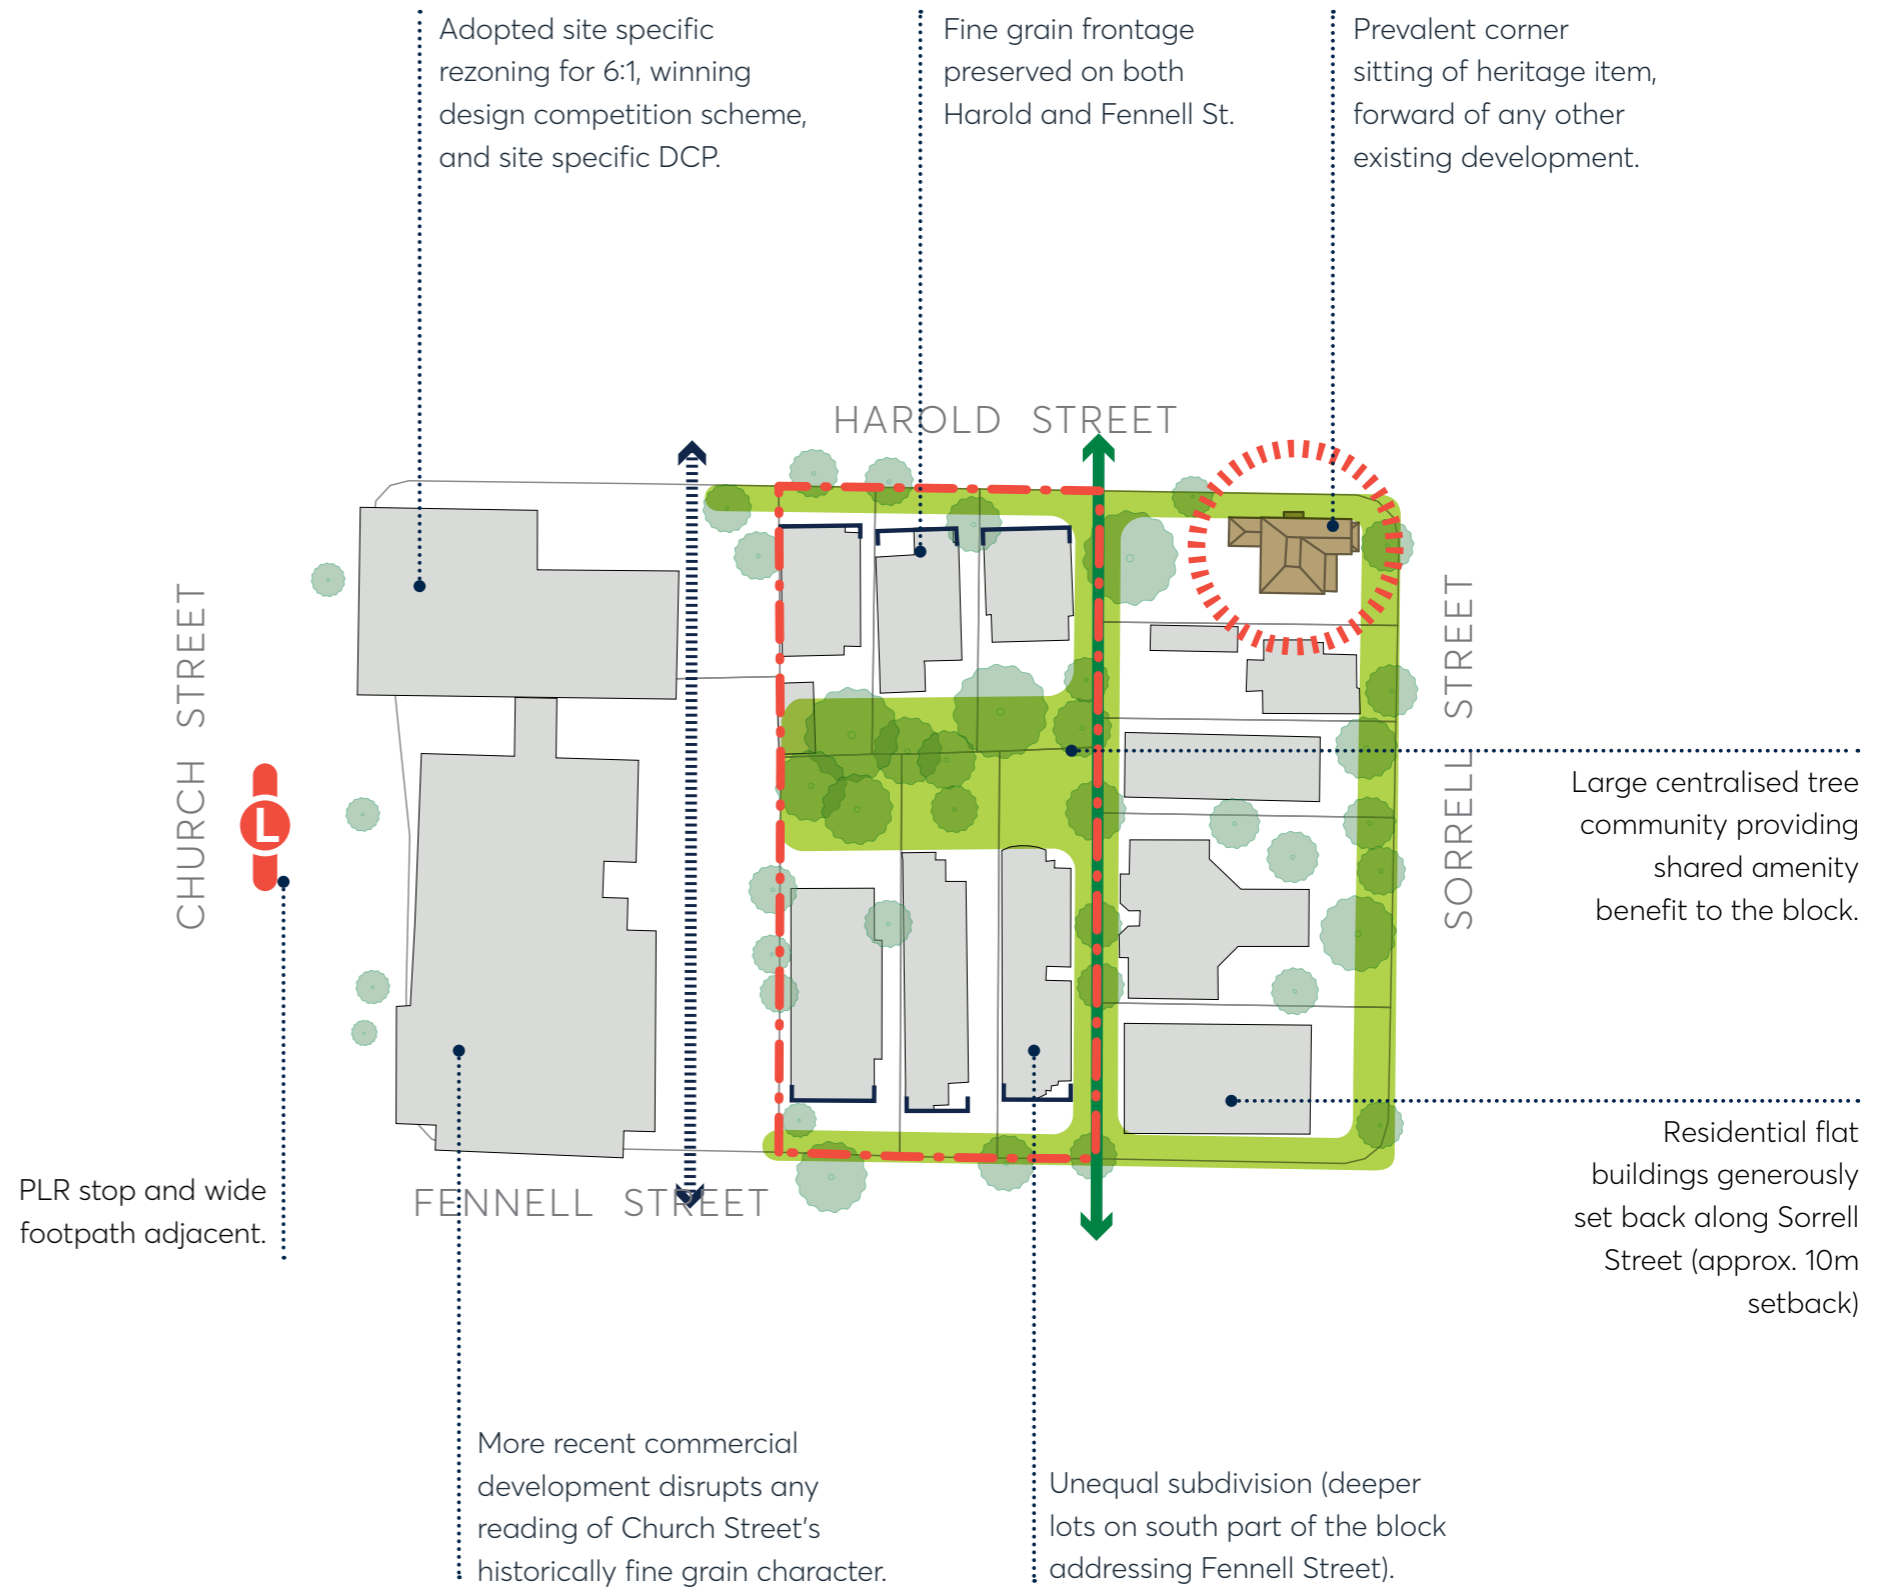 Adopted site specific
rezoning for 6:1, winning
design competition scheme,
and site specific DCP.
Fine grain frontage
preserved on both
Harold and Fennell St.
Prevalent corner
sitting of heritage item,
forward of any other
existing development.
HAROLD STREET
CHURCH STREET
L
SORRELL STREET
Large centralised tree
community providing
shared amenity
benefit to the block.
Residential flat
buildings generously
set back along Sorrell
Street (approx. 10m
setback)
PLR stop and wide
footpath adjacent.
FENNELL STREET
More recent commercial
development disrupts any
reading of Church Street's
historically fine grain character.
Unequal subdivision (deeper
lots on south part of the block
addressing Fennell Street).